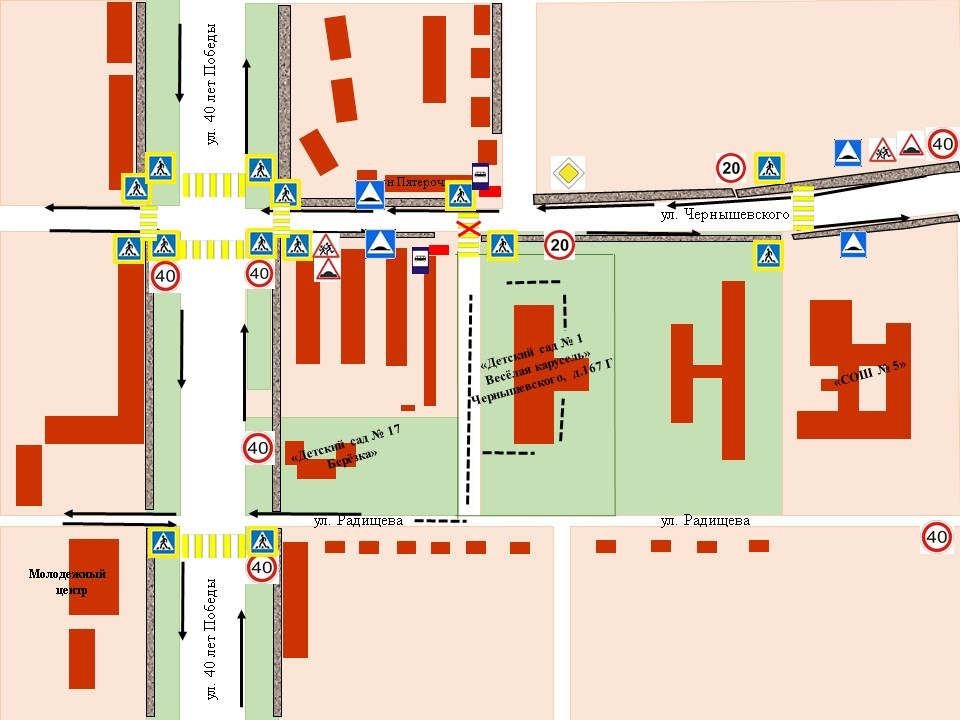 ул. 40 лет Победы
40
20
н Пятероч
ул. Чернышевского
20
40
40
«Детский сад № 1
Весёлая карусель»
Чернышевского, д.167 Г
«СОШ № 5»
40
«Детский сад № 17
Берёзка»
ул. Радищева
ул. Радищева
40
40
Молодежный
центр
ул. 40 лет Победы